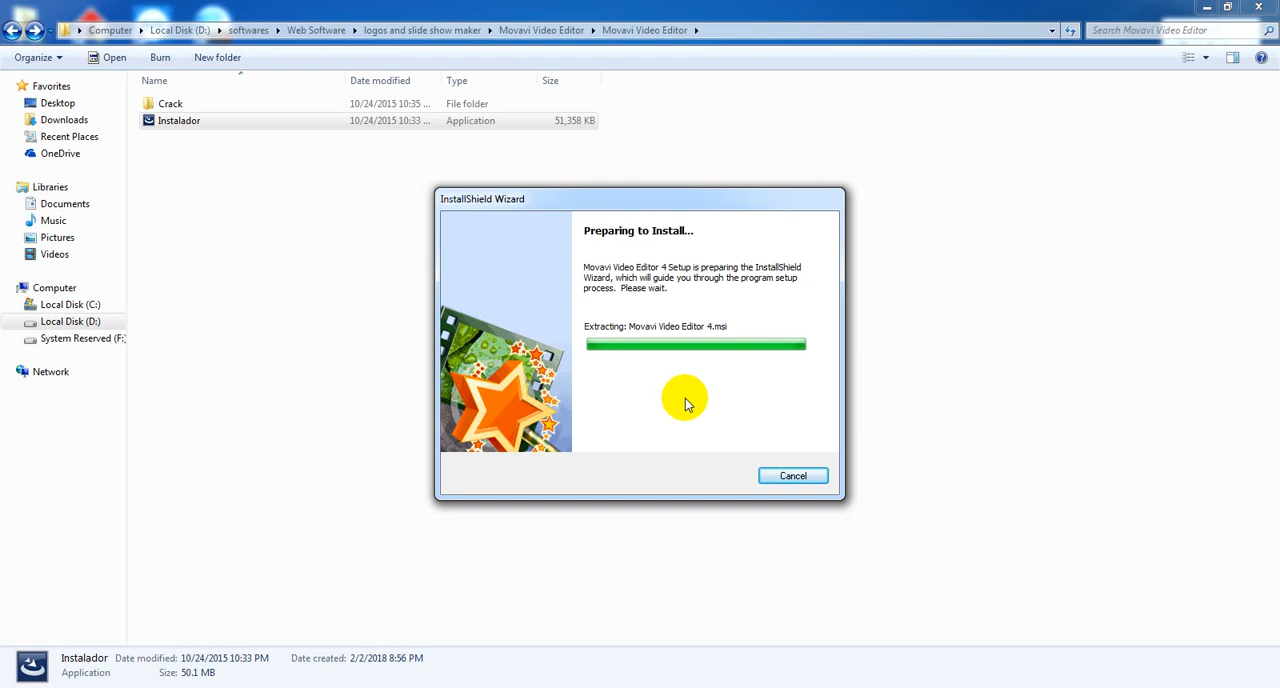 Computer Local Disk (D:) softwares Web Software logos and slide show maker Movavi Video Editor Movavi Video Editor Search Movavi Video Editor
Organize Open Burn New folder
Favorites
Desktop
Downloads
Recent Places
OneDrive
Libraries
Documents
Music
Pictures
Videos
Computer
Local Disk (C:)
Local Disk (D:)
System Reserved (F:)
Network
Name Date modified Type Size
Crack 10/24/2015 10:35 ... File folder
Instalador 10/24/2015 10:33 ... Application 51,358 KB
InstallShield Wizard
Preparing to Install...
Movavi Video Editor 4 Setup is preparing the InstallShield
Wizard, which will guide you through the program setup
process. Please wait.
Extracting: Movavi Video Editor 4.msi
Cancel
Instalador Date modified: 10/24/2015 10:33 PM Date created: 2/2/2018 8:56 PM
Application Size: 50.1 MB